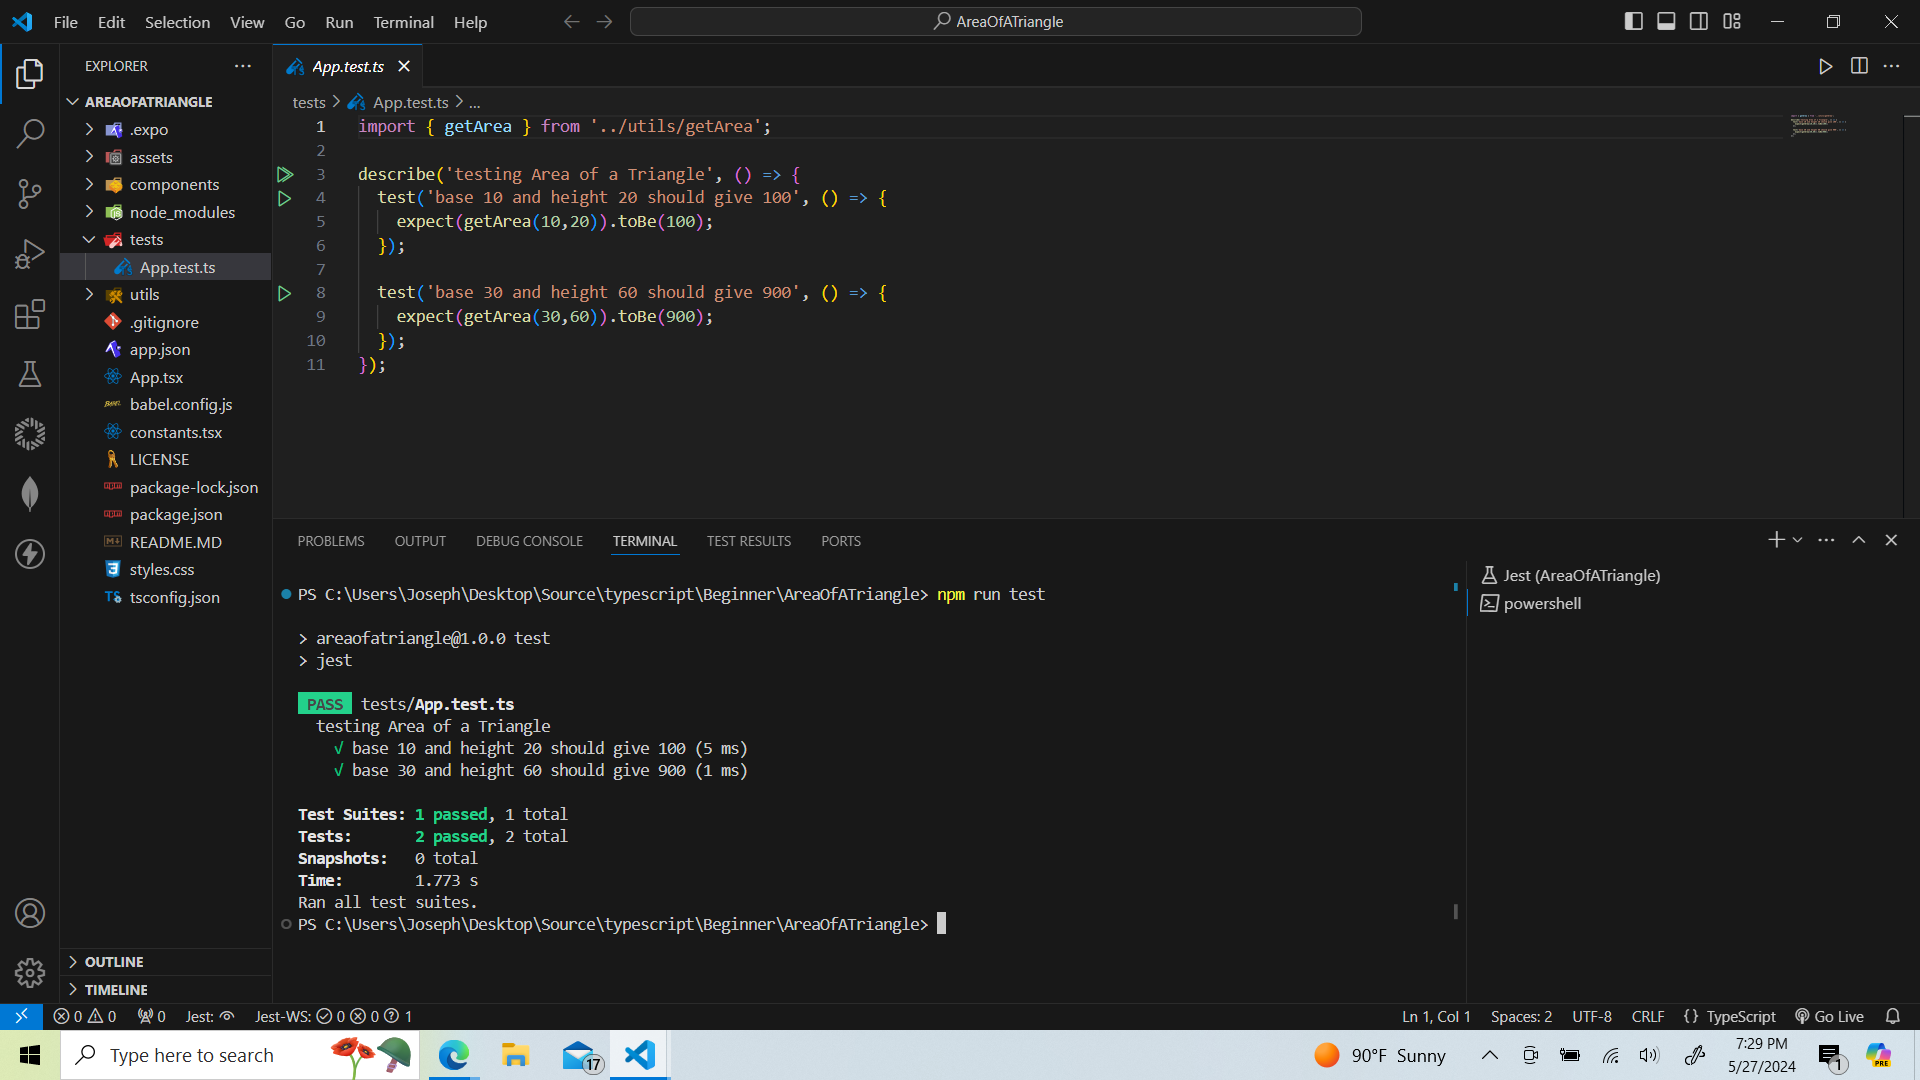 File Edit Selection View Go Run Terminal Help
AreaOfATriangle
EXPLORER
AREAOFATRIANGLE
.expo
assets
components
node_modules
tests
App.test.ts
utils
.gitignore
app.json
App.tsx
babel.config.js
constants.tsx
LICENSE
package-lock.json
package.json
README.MD
styles.css
tsconfig.json
OUTLINE
TIMELINE
App.test.ts
tests > App.test.ts > ...
1 import { getArea } from '../utils/getArea';
2
3 describe('testing Area of a Triangle', () => {
4 test('base 10 and height 20 should give 100', () => {
5 expect(getArea(10,20)).toBe(100);
6 });
7
8 test('base 30 and height 60 should give 900', () => {
9 expect(getArea(30,60)).toBe(900);
10 });
11 });
PROBLEMS OUTPUT DEBUG CONSOLE TERMINAL TEST RESULTS PORTS
PS C:\Users\Joseph\Desktop\Source\typescript\Beginner\AreaOfATriangle> npm run test
> areaofatriangle@1.0.0 test
> jest
PASS tests/App.test.ts
testing Area of a Triangle
√ base 10 and height 20 should give 100 (5 ms)
√ base 30 and height 60 should give 900 (1 ms)
Test Suites: 1 passed, 1 total
Tests: 2 passed, 2 total
Snapshots: 0 total
Time: 1.773 s
Ran all test suites.
PS C:\Users\Joseph\Desktop\Source\typescript\Beginner\AreaOfATriangle>
Jest (AreaOfATriangle)
powershell
0 0 0 Jest: Jest-WS: 0 0 1
Ln 1, Col 1 Spaces: 2 UTF-8 CRLF {} TypeScript Go Live
Type here to search
17
90°F Sunny
7:29 PM
5/27/2024
1
PRE